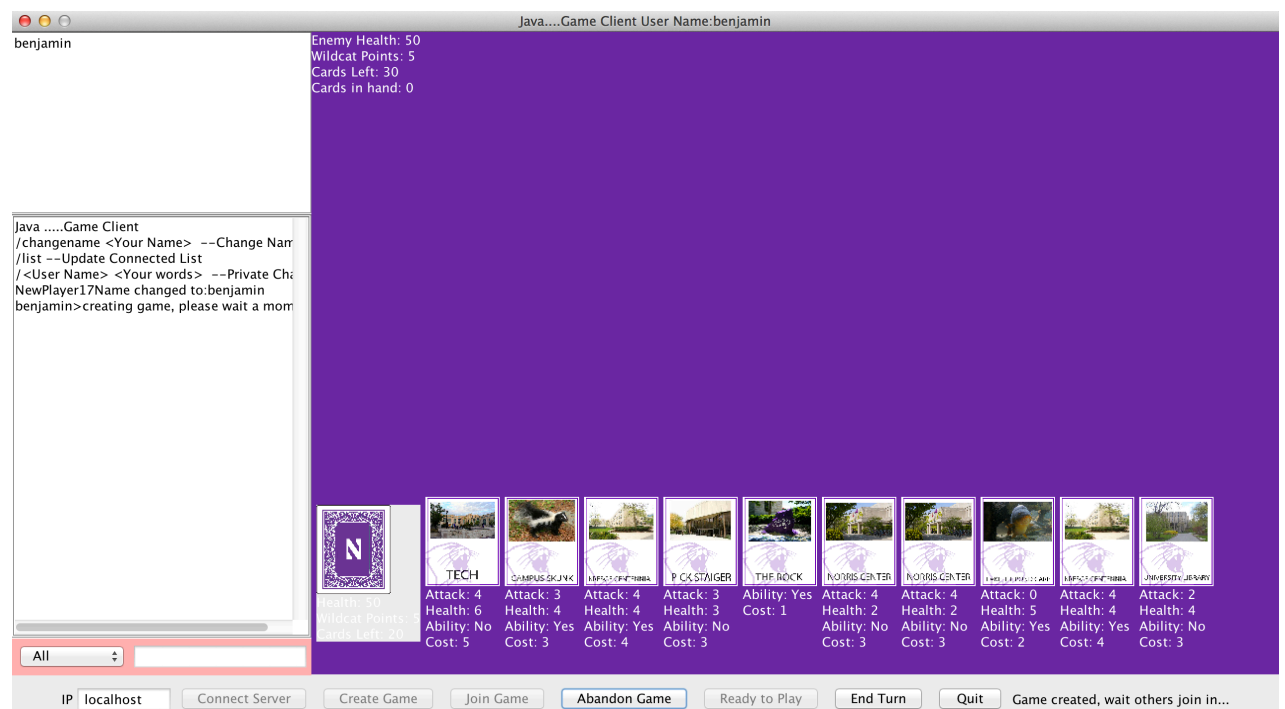 Java....Game Client User Name:benjamin
benjamin
Enemy Health: 50
Wildcat Points: 5
Cards Left: 30
Cards in hand: 0
Java .....Game Client
/changename <Your Name>  --Change Nam
/list --Update Connected List
/<User Name> <Your words>  --Private Cha
NewPlayer17Name changed to:benjamin
benjamin>creating game, please wait a mom
N
Health: 50
Wildcat Points: 5
Cards Left: 20
TECH
Attack: 4
Health: 6
Ability: No
Cost: 5
CAMPUS SKUNK
Attack: 3
Health: 4
Ability: Yes
Cost: 3
Attack: 4
Health: 4
Ability: Yes
Cost: 4
PICK STAIGER
Attack: 3
Health: 3
Ability: No
Cost: 3
THE ROCK
Ability: Yes
Cost: 1
NORRIS CENTER
Attack: 4
Health: 2
Ability: No
Cost: 3
NORRIS CENTER
Attack: 4
Health: 2
Ability: No
Cost: 3
Attack: 0
Health: 5
Ability: Yes
Cost: 2
Attack: 4
Health: 4
Ability: Yes
Cost: 4
UNIVERSITY LIBRARY
Attack: 2
Health: 4
Ability: No
Cost: 3
All
IP localhost
Connect Server
Create Game
Join Game
Abandon Game
Ready to Play
End Turn
Quit
Game created, wait others join in...